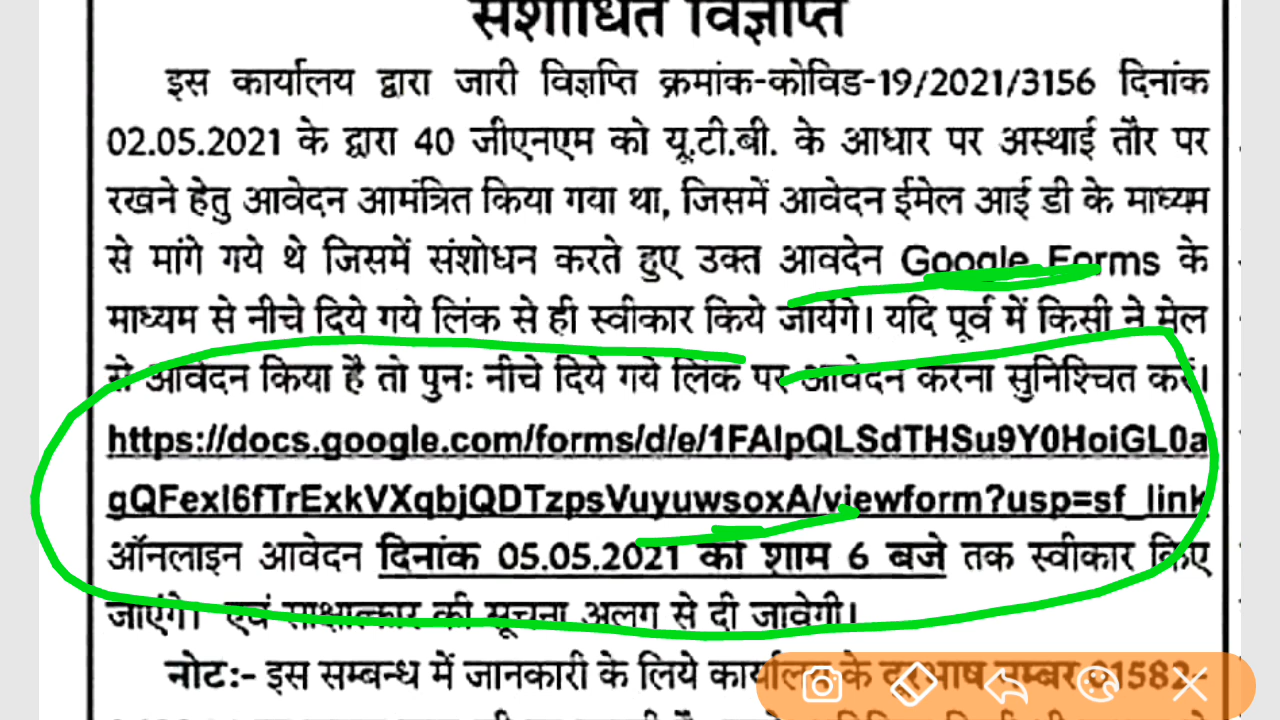 संशोधित विज्ञप्ति
इस कार्यालय द्वारा जारी विज्ञप्ति क्रमांक-कोविड-19/2021/3156 दिनांक
02.05.2021 के द्वारा 40 जीएनएम को यू.टी.बी. के आधार पर अस्थाई तौर पर
रखने हेतु आवेदन आमंत्रित किया गया था, जिसमें आवेदन ईमेल आई डी के माध्यम
से मांगे गये थे जिसमें संशोधन करते हुए उक्त आवदेन Google Forms के
माध्यम से नीचे दिये गये लिंक से ही स्वीकार किये जायेंगे। यदि पूर्व में किसी ने मेल
से आवेदन किया है तो पुनः नीचे दिये गये लिंक पर आवेदन करना सुनिश्चित करें।
https://docs.google.com/forms/d/e/1FAIpQLSdTHSu9Y0HoiGL0a
gQFexI6fTrExkVXqbjQDTzpsVuyuwsoxA/viewform?usp=sf_link
ऑनलाइन आवेदन दिनांक 05.05.2021 को शाम 6 बजे तक स्वीकार किए
जाएंगे। एवं साक्षात्कार की सूचना अलग से दी जावेगी।
नोटः- इस सम्बन्ध में जानकारी के लिये कार्यालय के दूरभाष नम्बर 01582-